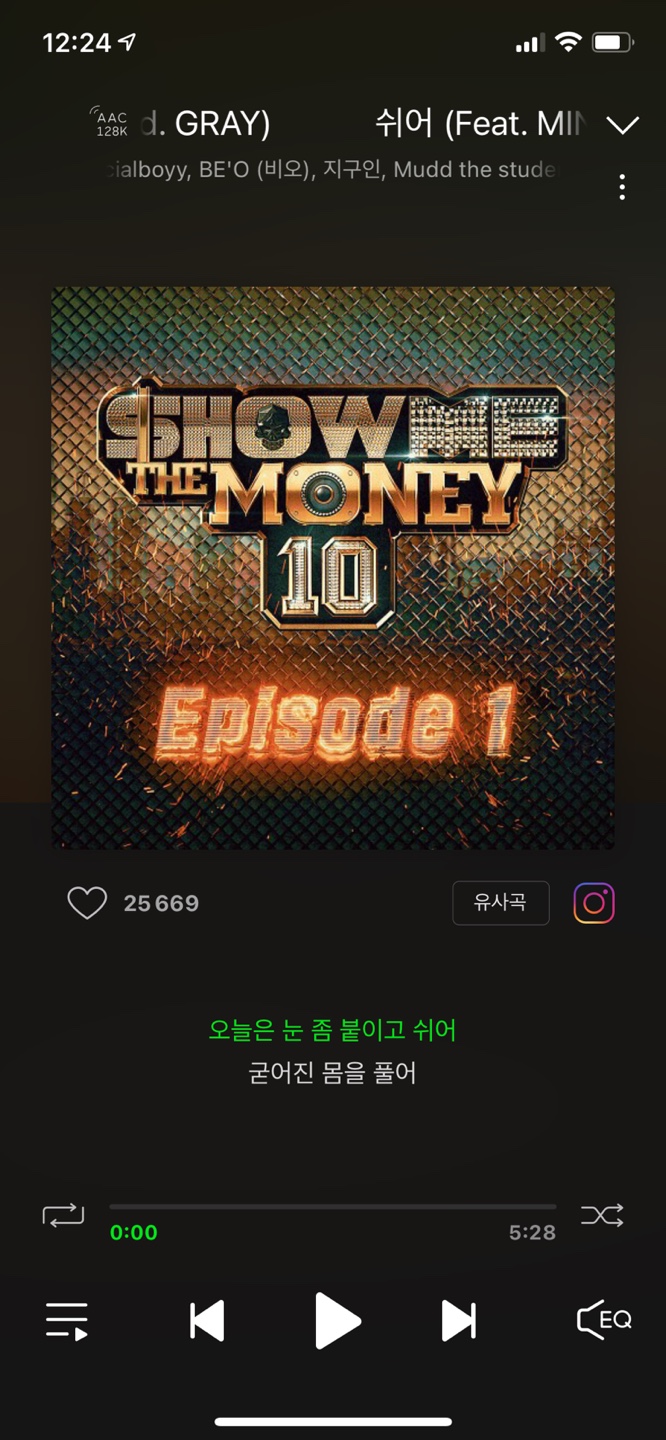 12:24
AAC
128K
d. GRAY) 쉬어 (Feat. MIN
cialboyy, BE'O (비오), 지구인, Mudd the stude
SHOW ME
THE MONEY
10
Episode 1
25 669
유사곡
오늘은 눈 좀 붙이고 쉬어
굳어진 몸을 풀어
0:00
5:28
EQ